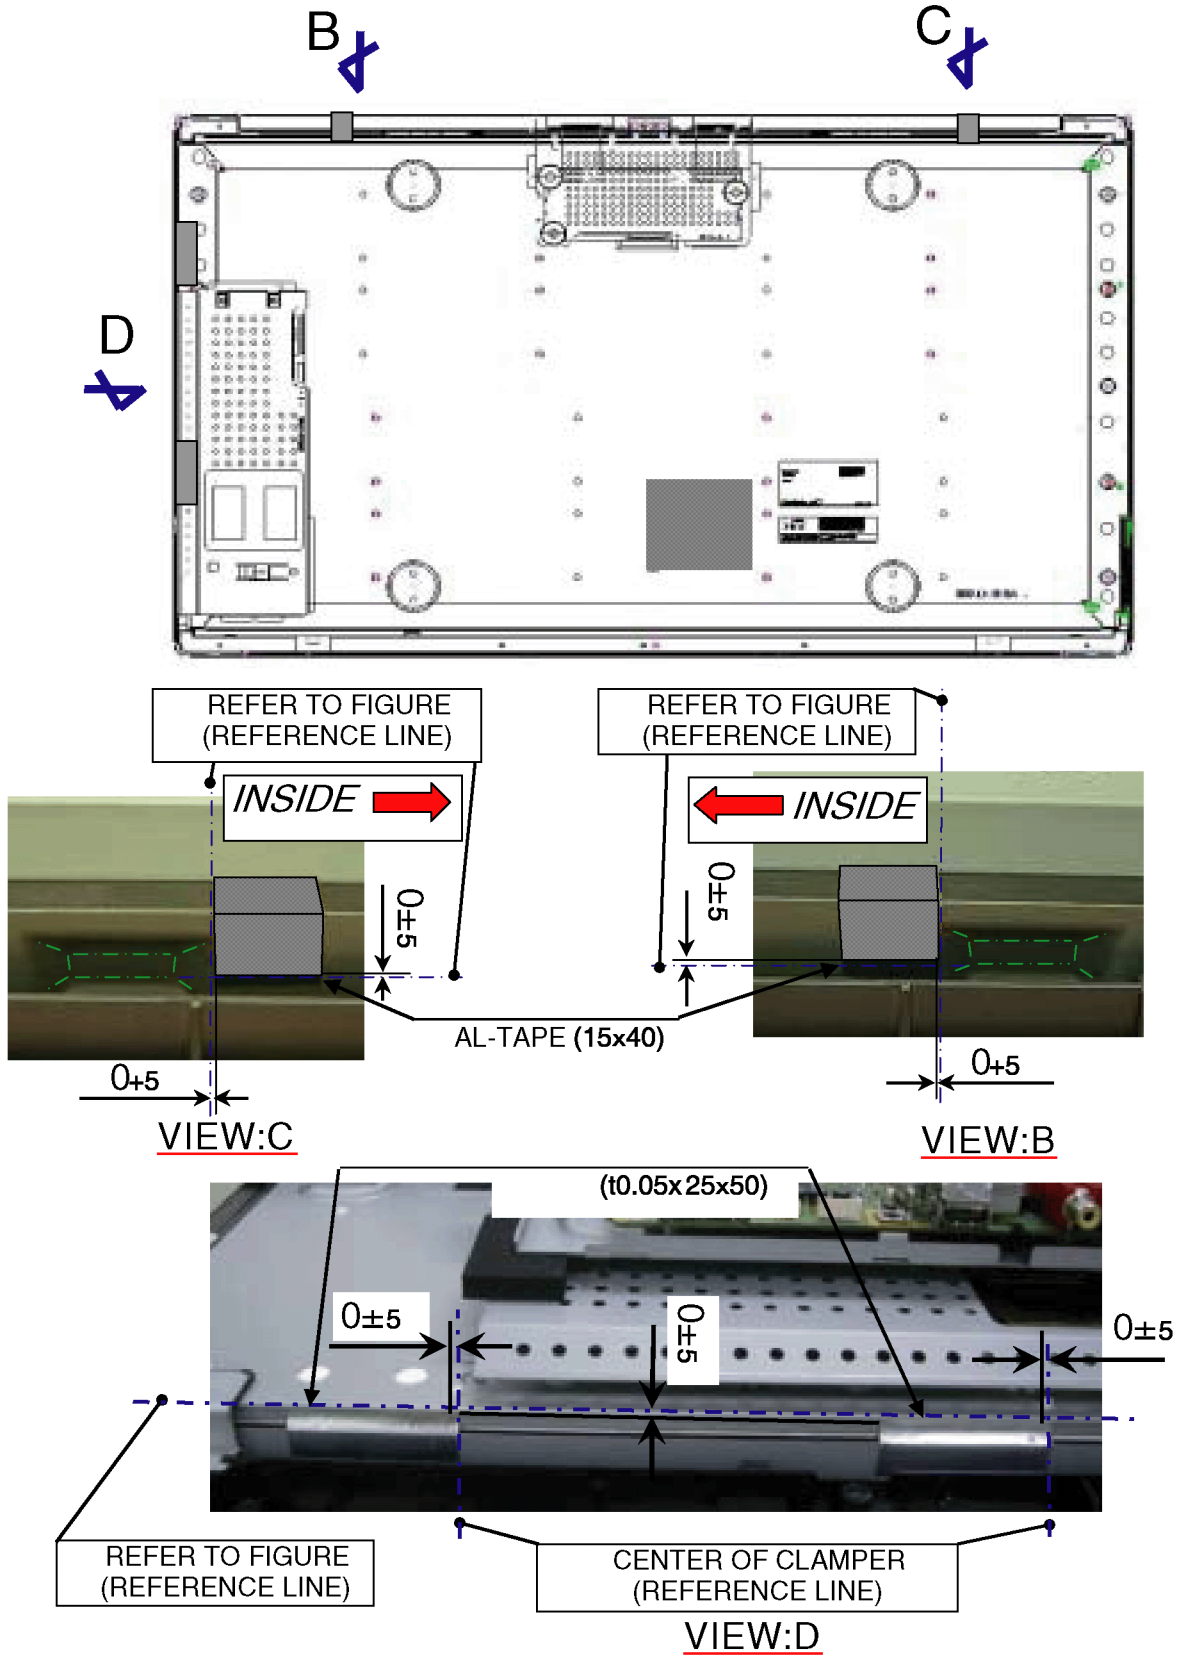 B
C
D
REFER TO FIGURE
(REFERENCE LINE)
REFER TO FIGURE
(REFERENCE LINE)
INSIDE
INSIDE
0±5
0±5
AL-TAPE (15x40)
0+5
0+5
VIEW:C
VIEW:B
(t0.05x25x50)
0±5
0±5
0±5
REFER TO FIGURE
(REFERENCE LINE)
CENTER OF CLAMPER
(REFERENCE LINE)
VIEW:D